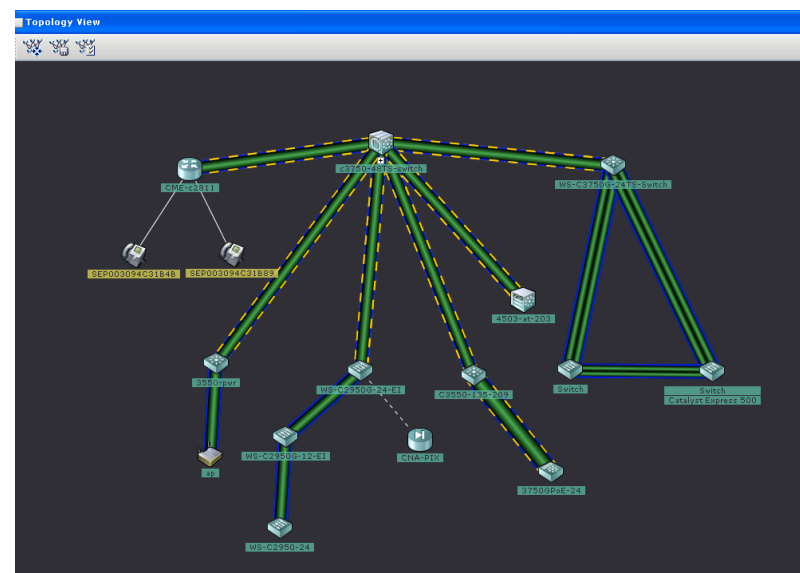 Topology View
c3750-48TS-switch
CME-c2811
WS-C3750G-24TS-Switch
SEP003094C31B4B
SEP003094C31B89
4503-at-203
3550-pwr
WS-C2950G-24-EI
C3550-135-209
Switch
Switch
Catalyst Express 500
WS-C2950G-12-EI
CNA-PIX
ap
3750GPoE-24
WS-C2950-24